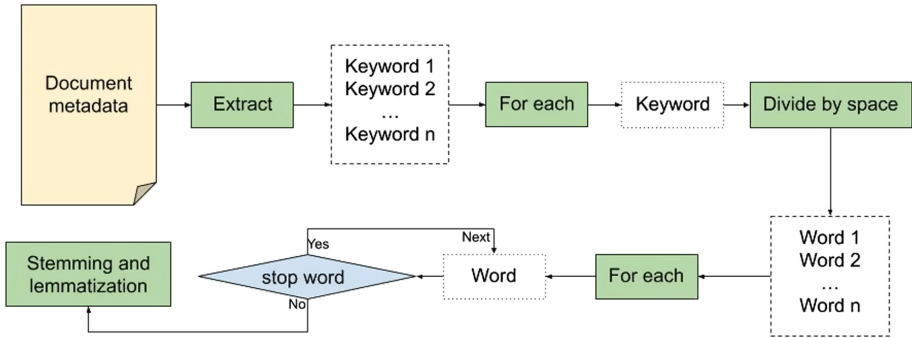 Document
metadata
Extract
Keyword 1
Keyword 2
...
Keyword n
For each
Keyword
Divide by space
Word 1
Word 2
...
Word n
For each
Word
Next
Yes
stop word
No
Stemming and
lemmatization